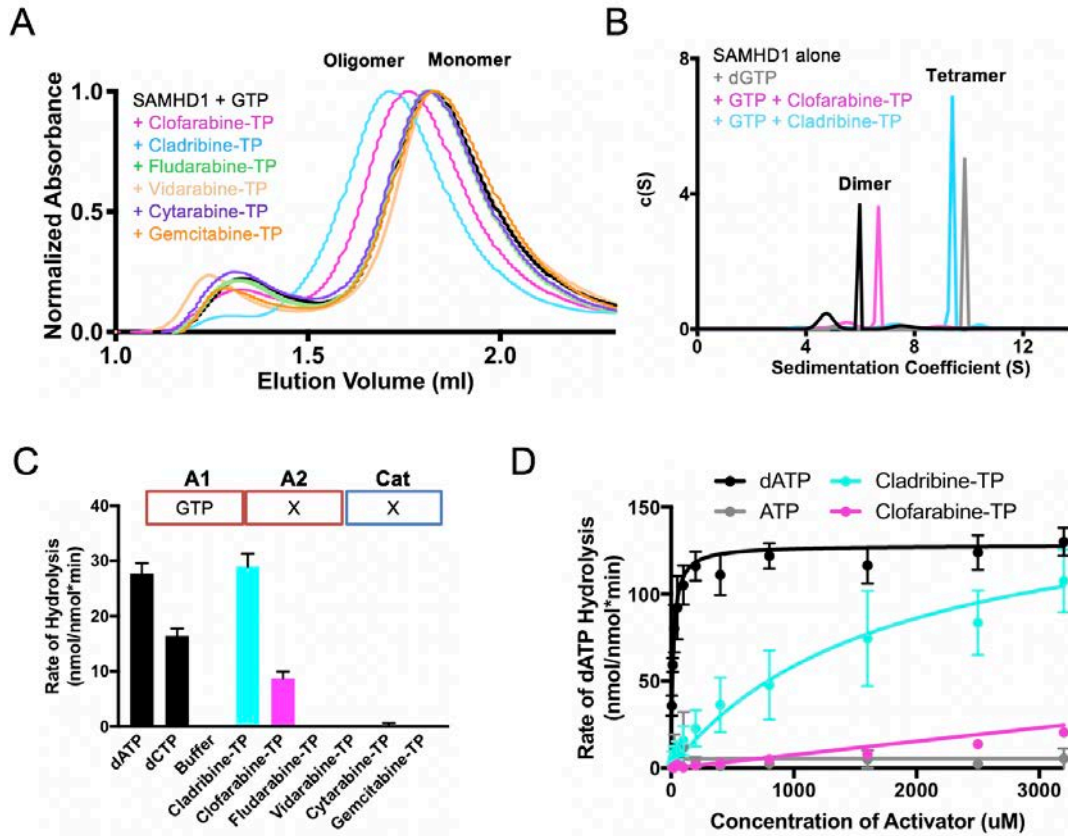 A
Oligomer Monomer
SAMHD1 + GTP
+ Clofarabine-TP
+ Cladribine-TP
+ Fludarabine-TP
+ Vidarabine-TP
+ Cytarabine-TP
+ Gemcitabine-TP
Normalized Absorbance
1.0
0.5
0.0
1.0 1.5 2.0
Elution Volume (ml)
B
SAMHD1 alone
+ dGTP
+ GTP + Clofarabine-TP
+ GTP + Cladribine-TP
Tetramer
Dimer
c(S)
8
4
0
0 4 8 12
Sedimentation Coefficient (S)
C
A1 A2 Cat
GTP X X
Rate of Hydrolysis
(nmol/nmol*min)
40
30
20
10
0
dATP
dCTP
Buffer
Cladribine-TP
Clofarabine-TP
Fludarabine-TP
Vidarabine-TP
Cytarabine-TP
Gemcitabine-TP
D
dATP Cladribine-TP
ATP Clofarabine-TP
Rate of dATP Hydrolysis
(nmol/nmol*min)
150
100
50
0
0 1000 2000 3000
Concentration of Activator (uM)